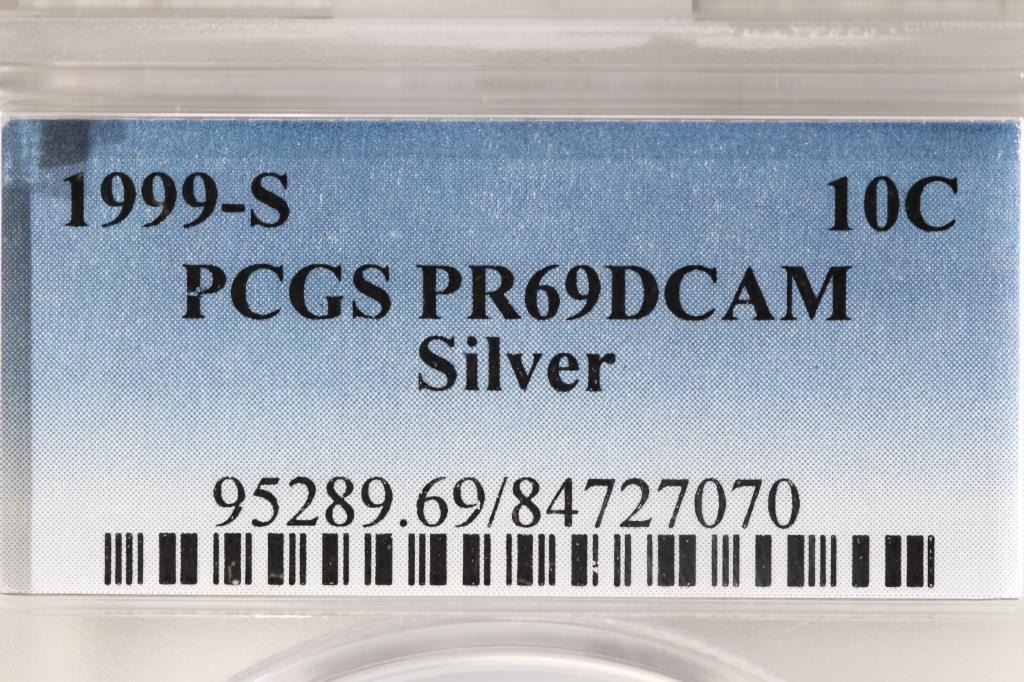 1999-S 10C
PCGS PR69DCAM
Silver
95289.69/84727070